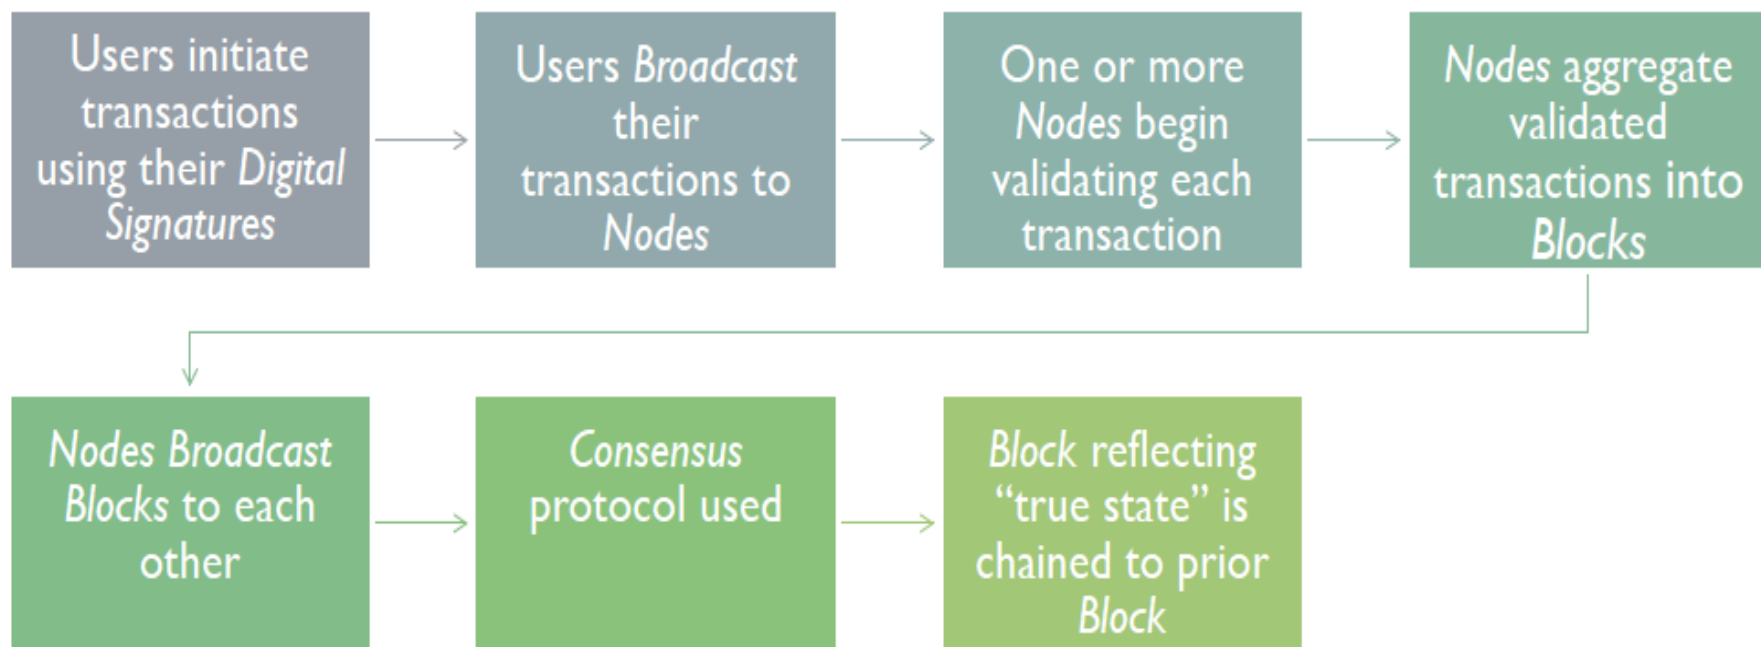 Users initiate
transactions
using their Digital
Signatures
Users Broadcast
their
transactions to
Nodes
One or more
Nodes begin
validating each
transaction
Nodes aggregate
validated
transactions into
Blocks
Nodes Broadcast
Blocks to each
other
Consensus
protocol used
Block reflecting
“true state” is
chained to prior
Block